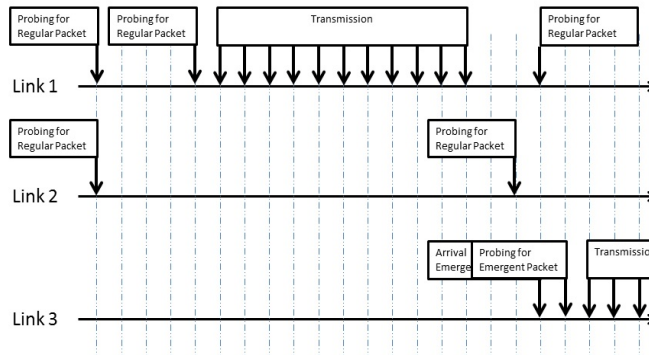 Probing for
Regular Packet
Probing for
Regular Packet
Transmission
Probing for
Regular Packet
Link 1
Probing for
Regular Packet
Probing for
Regular Packet
Link 2
Arrival
Probing for
Emergent Packet
Link 3